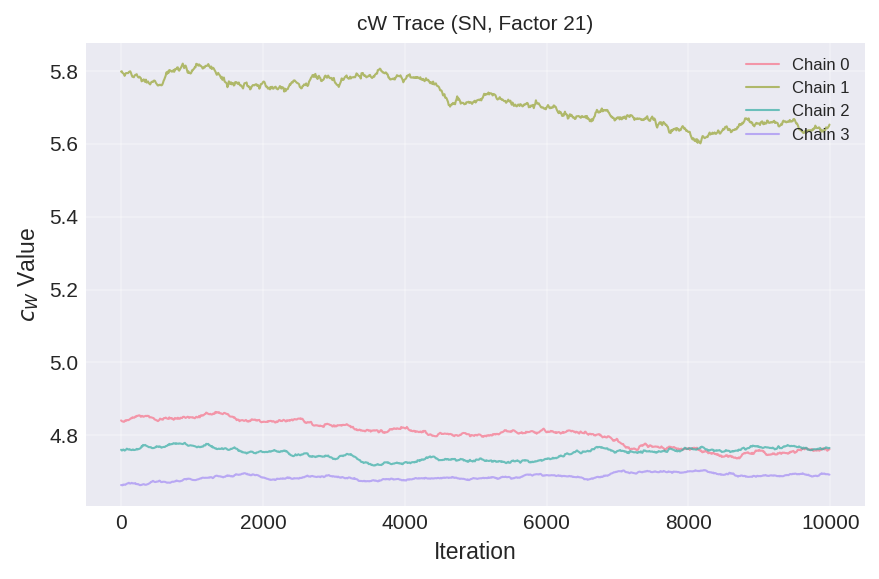 cW Trace (SN, Factor 21)
Chain 0
Chain 1
Chain 2
Chain 3
5.8
5.6
5.4
5.2
5.0
4.8
c_W Value
0 2000 4000 6000 8000 10000
Iteration